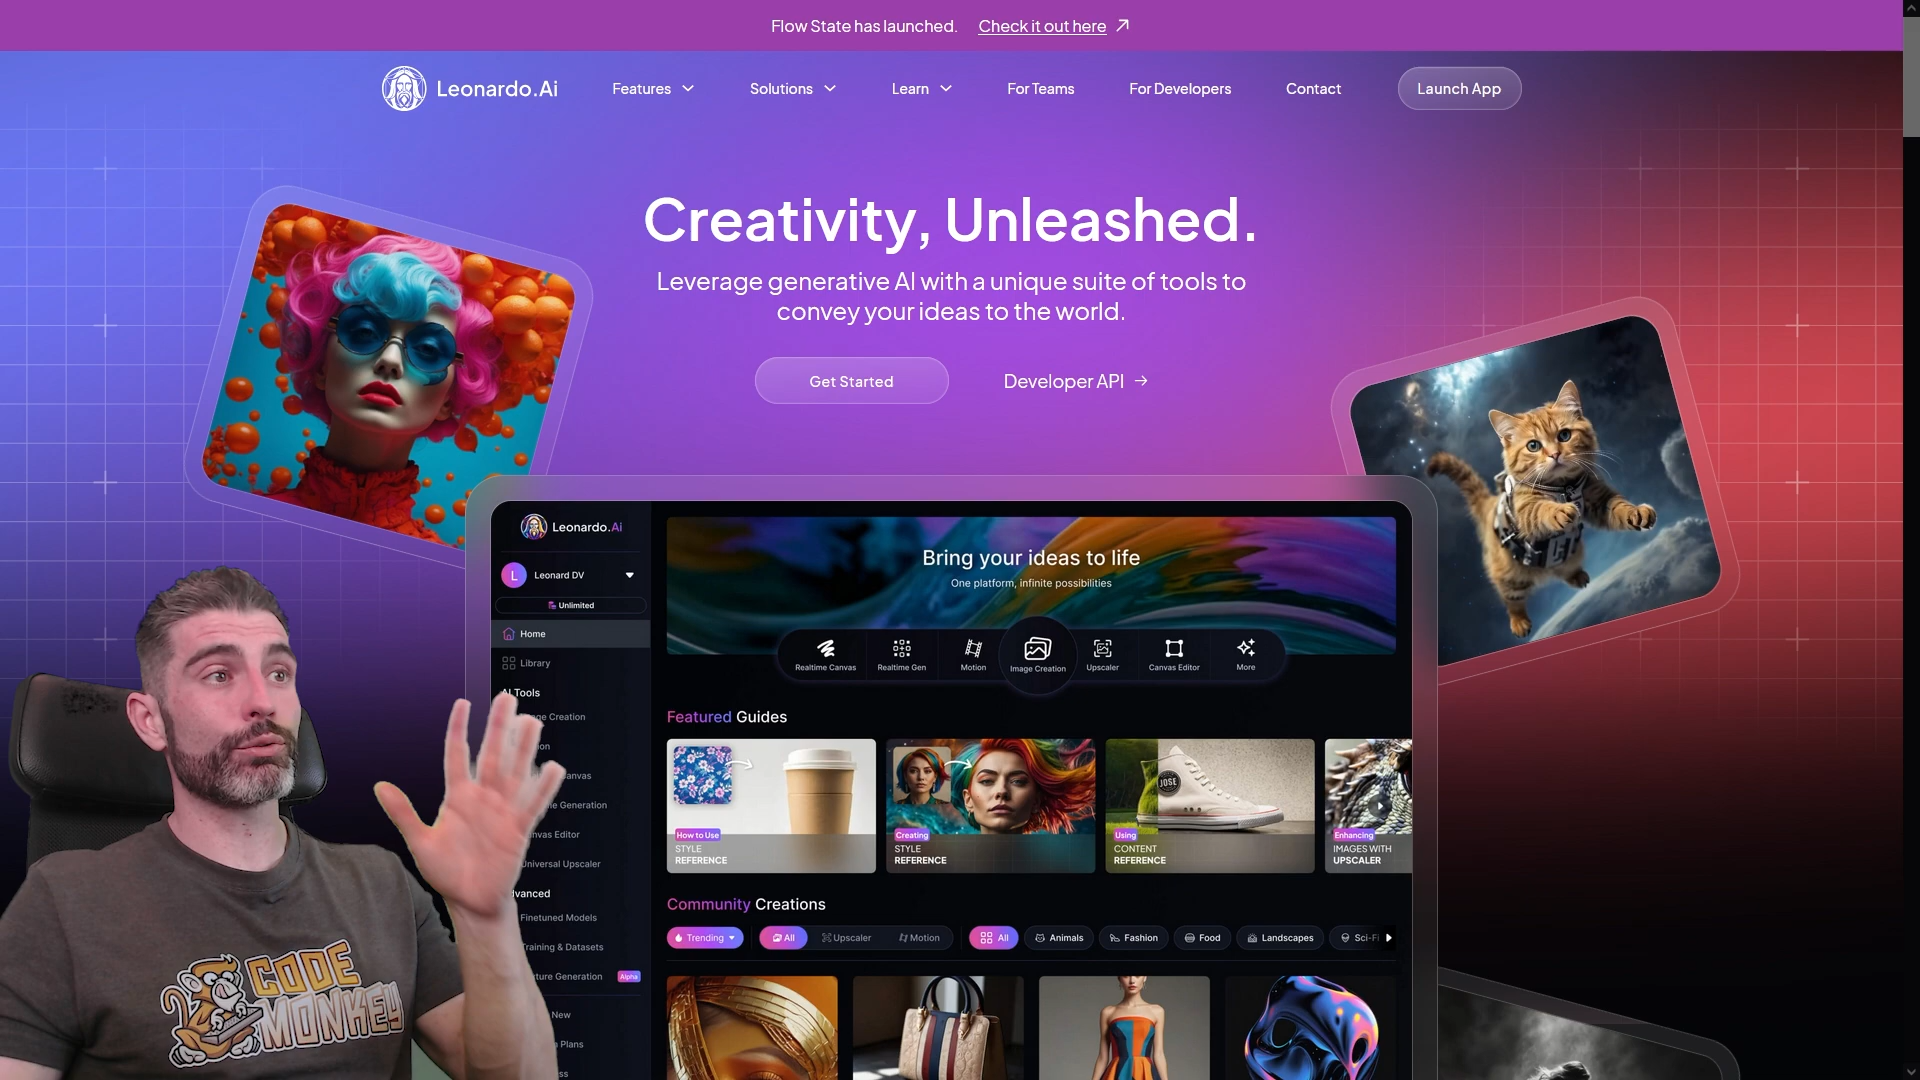 Flow State has launched. Check it out here
Leonardo.Ai
Features
Solutions
Learn
For Teams
For Developers
Contact
Launch App
Creativity, Unleashed.
Leverage generative AI with a unique suite of tools to
convey your ideas to the world.
Get Started
Developer API
Leonardo.Ai
L
Leonard DV
Unlimited
Home
Library
AI Tools
Creation
Canvas Editor
Universal Upscaler
Finetuned Models
Training & Datasets
Generation
Alpha
New
Plans
Bring your ideas to life
One platform, infinite possibilities
Realtime Canvas
Realtime Gen
Motion
Image Creation
Upscaler
Canvas Editor
More
Featured Guides
How to Use
STYLE
REFERENCE
Creating
STYLE
REFERENCE
JOSE
Using
CONTENT
REFERENCE
Enhancing
IMAGES WITH
UPSCALER
Community Creations
Trending
All
Upscaler
Motion
All
Animals
Fashion
Food
Landscapes
Sci-Fi
CODE
MONKEY